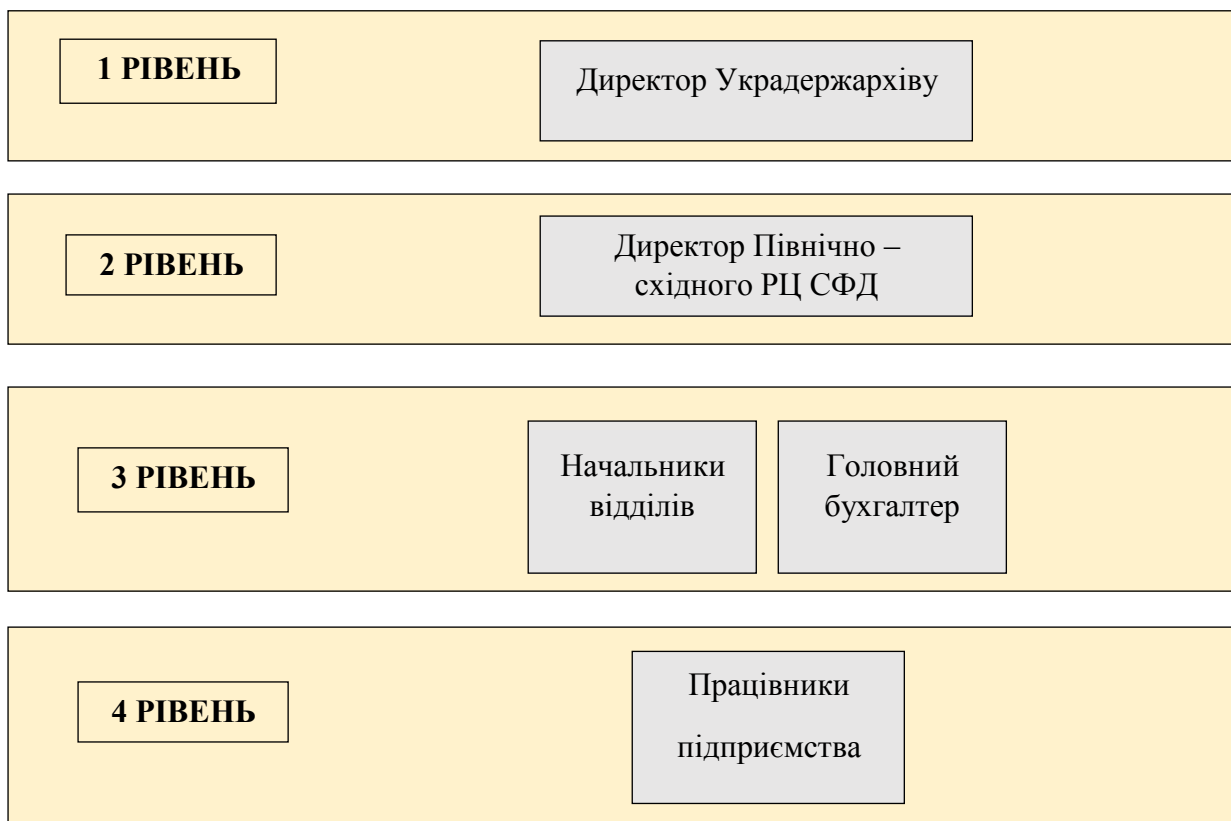 1 РІВЕНЬ
Директор Украдержархіву
2 РІВЕНЬ
Директор Північно –
східного РЦ СФД
3 РІВЕНЬ
Начальники
відділів
Головний
бухгалтер
4 РІВЕНЬ
Працівники
підприємства